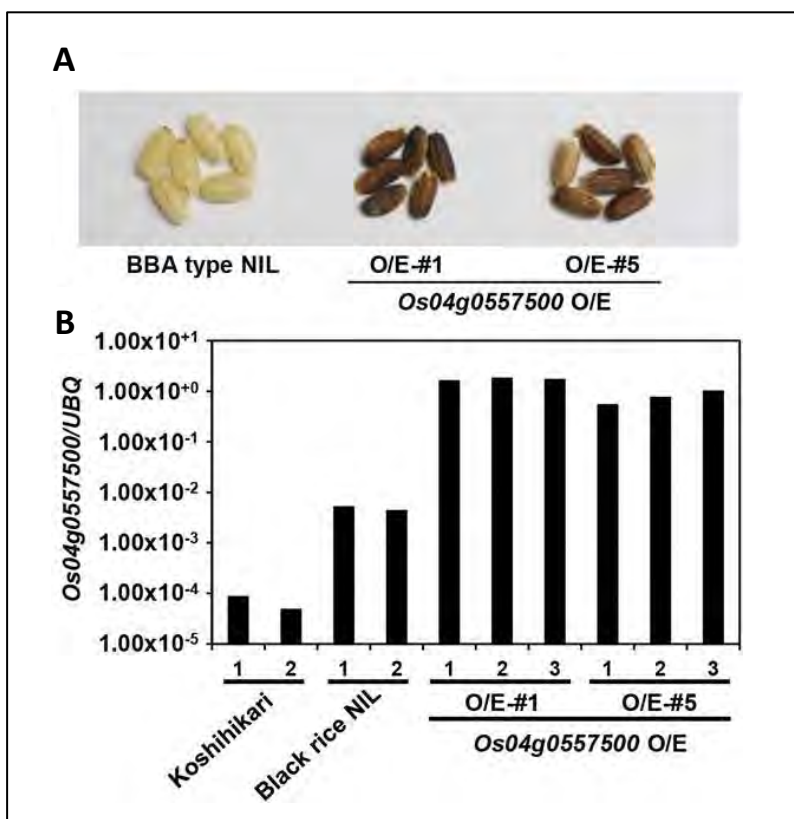 A
BBA type NIL O/E-#1 O/E-#5
Os04g0557500 O/E
B
Os04g0557500/UBQ
1.00x10+1
1.00x10+0
1.00x10-1
1.00x10-2
1.00x10-3
1.00x10-4
1.00x10-5
1 2 1 2 1 2 3 1 2 3
Koshihikari Black rice NIL O/E-#1 O/E-#5
Os04g0557500 O/E